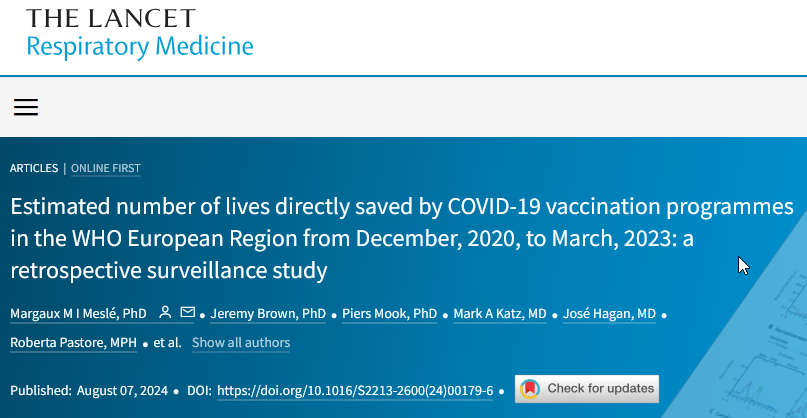 THE LANCET
Respiratory Medicine
ARTICLES | ONLINE FIRST
Estimated number of lives directly saved by COVID-19 vaccination programmes
in the WHO European Region from December, 2020, to March, 2023: a
retrospective surveillance study
Margaux M I Meslé, PhD • Jeremy Brown, PhD • Piers Mook, PhD • Mark A Katz, MD • José Hagan, MD •
Roberta Pastore, MPH • et al. Show all authors
Published: August 07, 2024 • DOI: https://doi.org/10.1016/S2213-2600(24)00179-6 • Check for updates